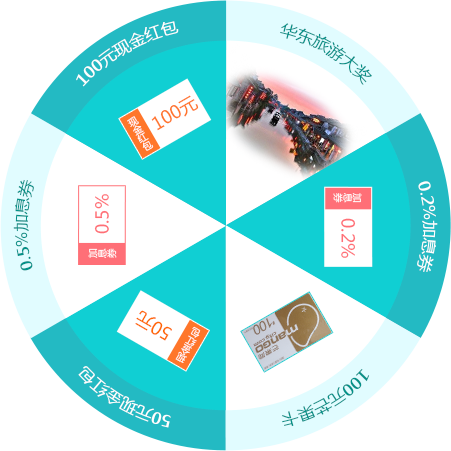 华东旅游大奖
0.2%加息券
加息券
0.2%
100元芒果卡
¥100
mango
芒果网
50元现金红包
现金红包
50元
0.5%加息券
0.5%
加息券
100元现金红包
现金红包
100元